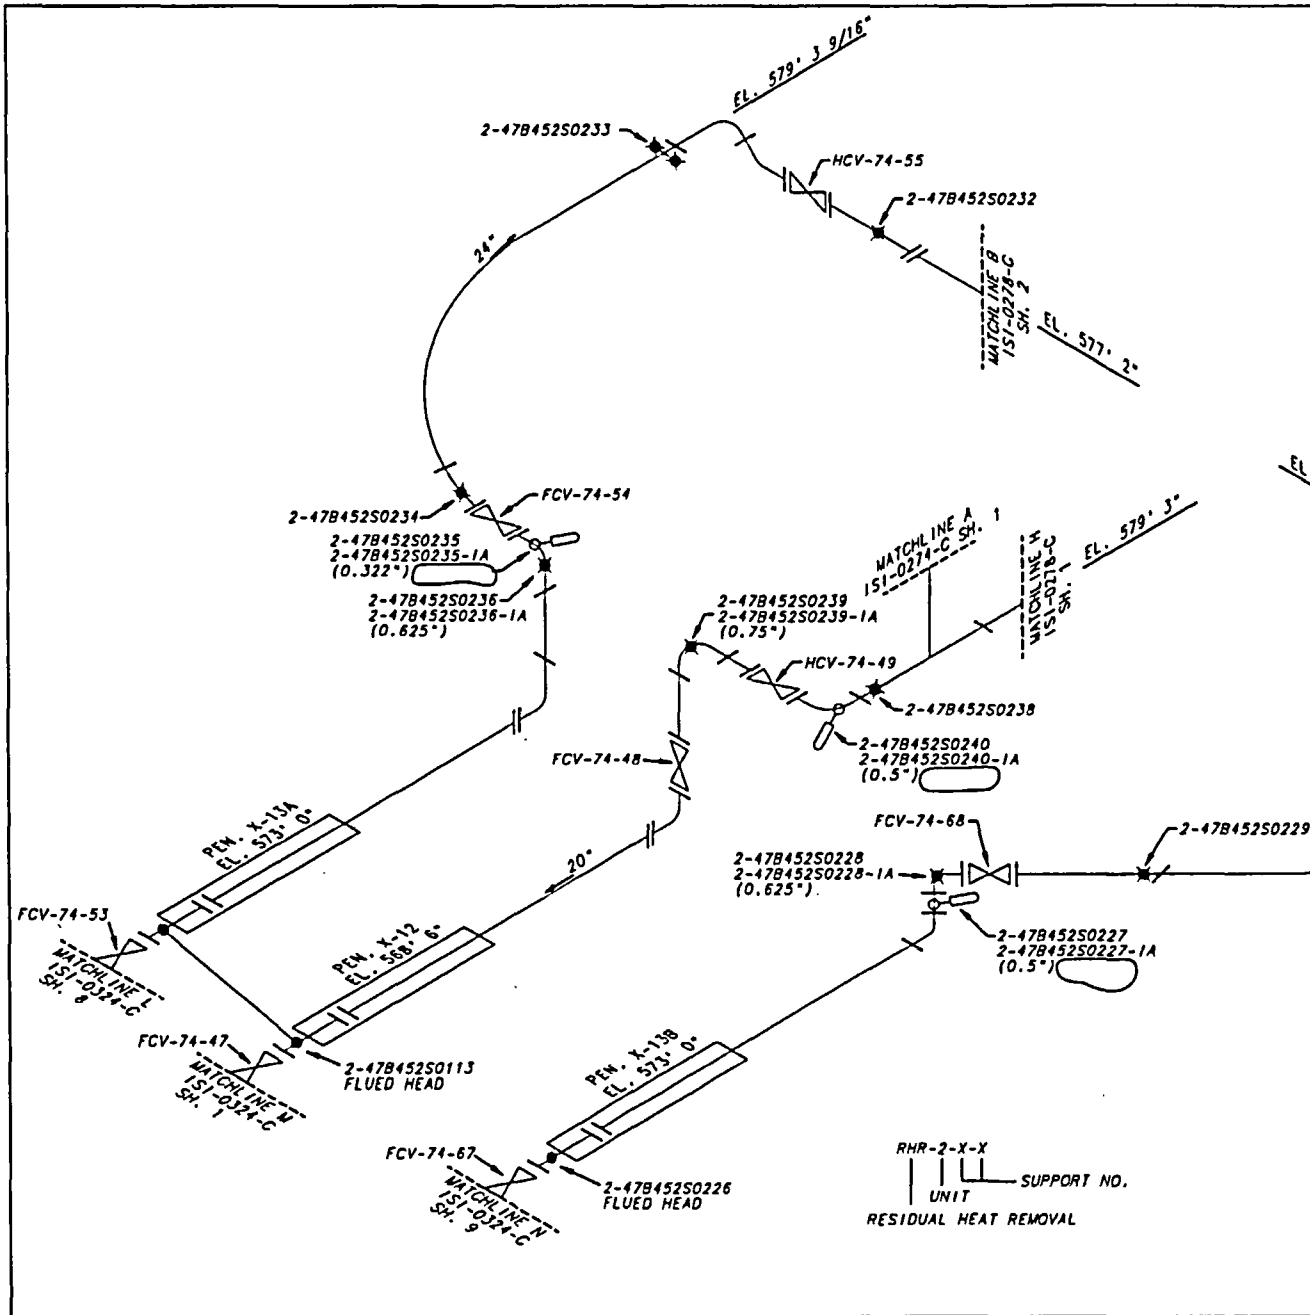 EL. 579' 3 9/16"
2-47B452S0233
HCV-74-55
2-47B452S0232
24"
MATCHLINE B
ISI-0278-C
SH. 2
EL. 577' 2"
EL
FCV-74-54
2-47B452S0234
2-47B452S0235
2-47B452S0235-1A
(0.322")
2-47B452S0236
2-47B452S0236-1A
(0.625")
MATCHLINE A
ISI-0274-C SH. 1
MATCHLINE H
ISI-0278-C
SH. 1
EL. 579' 3"
2-47B452S0239
2-47B452S0239-1A
(0.75")
HCV-74-49
2-47B452S0238
2-47B452S0240
2-47B452S0240-1A
(0.5")
FCV-74-48
PEN. X-13A
EL. 573' 0"
20"
FCV-74-68
2-47B452S0229
2-47B452S0228
2-47B452S0228-1A
(0.625").
FCV-74-53
MATCHLINE L
ISI-0324-C
SH. 8
PEN. X-12
EL. 568' 6"
2-47B452S0227
2-47B452S0227-1A
(0.5")
FCV-74-47
MATCHLINE M
ISI-0324-C
SH. 1
2-47B452S0113
FLUED HEAD
PEN. X-13B
EL. 573' 0"
FCV-74-67
MATCHLINE N
ISI-0324-C
SH. 9
2-47B452S0226
FLUED HEAD
RHR-2-X-X
SUPPORT NO.
UNIT
RESIDUAL HEAT REMOVAL